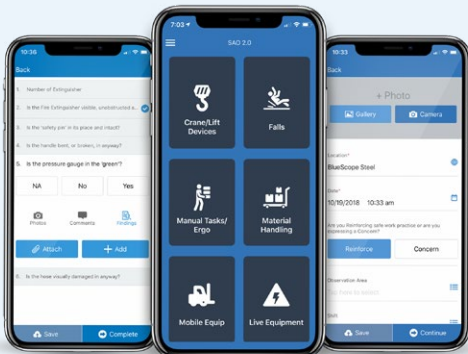 10:36
Back
1. Number of Extinguisher
2. Is the Fire Extinguisher visible, unobstructed a...
3. Is the 'safety pin' in its place and intact?
4. Is the handle bent, or broken, in anyway?
5. Is the pressure gauge in the 'green'?
NA
No
Yes
Photos
Comments
Findings
Attach
+ Add
6. Is the hose visually damaged in anyway?
Save
Complete
7:03
SAO 2.0
Crane/Lift
Devices
Falls
Manual Tasks/
Ergo
Material
Handling
Mobile Equip
Live Equipment
10:33
Back
+ Photo
Gallery
Camera
Location*
BlueScope Steel
Date*
10/19/2018 10:33 am
Are you Reinforcing safe work practice or are you
expressing a Concern?
Reinforce
Concern
Observation Area
Shift
Save
Continue